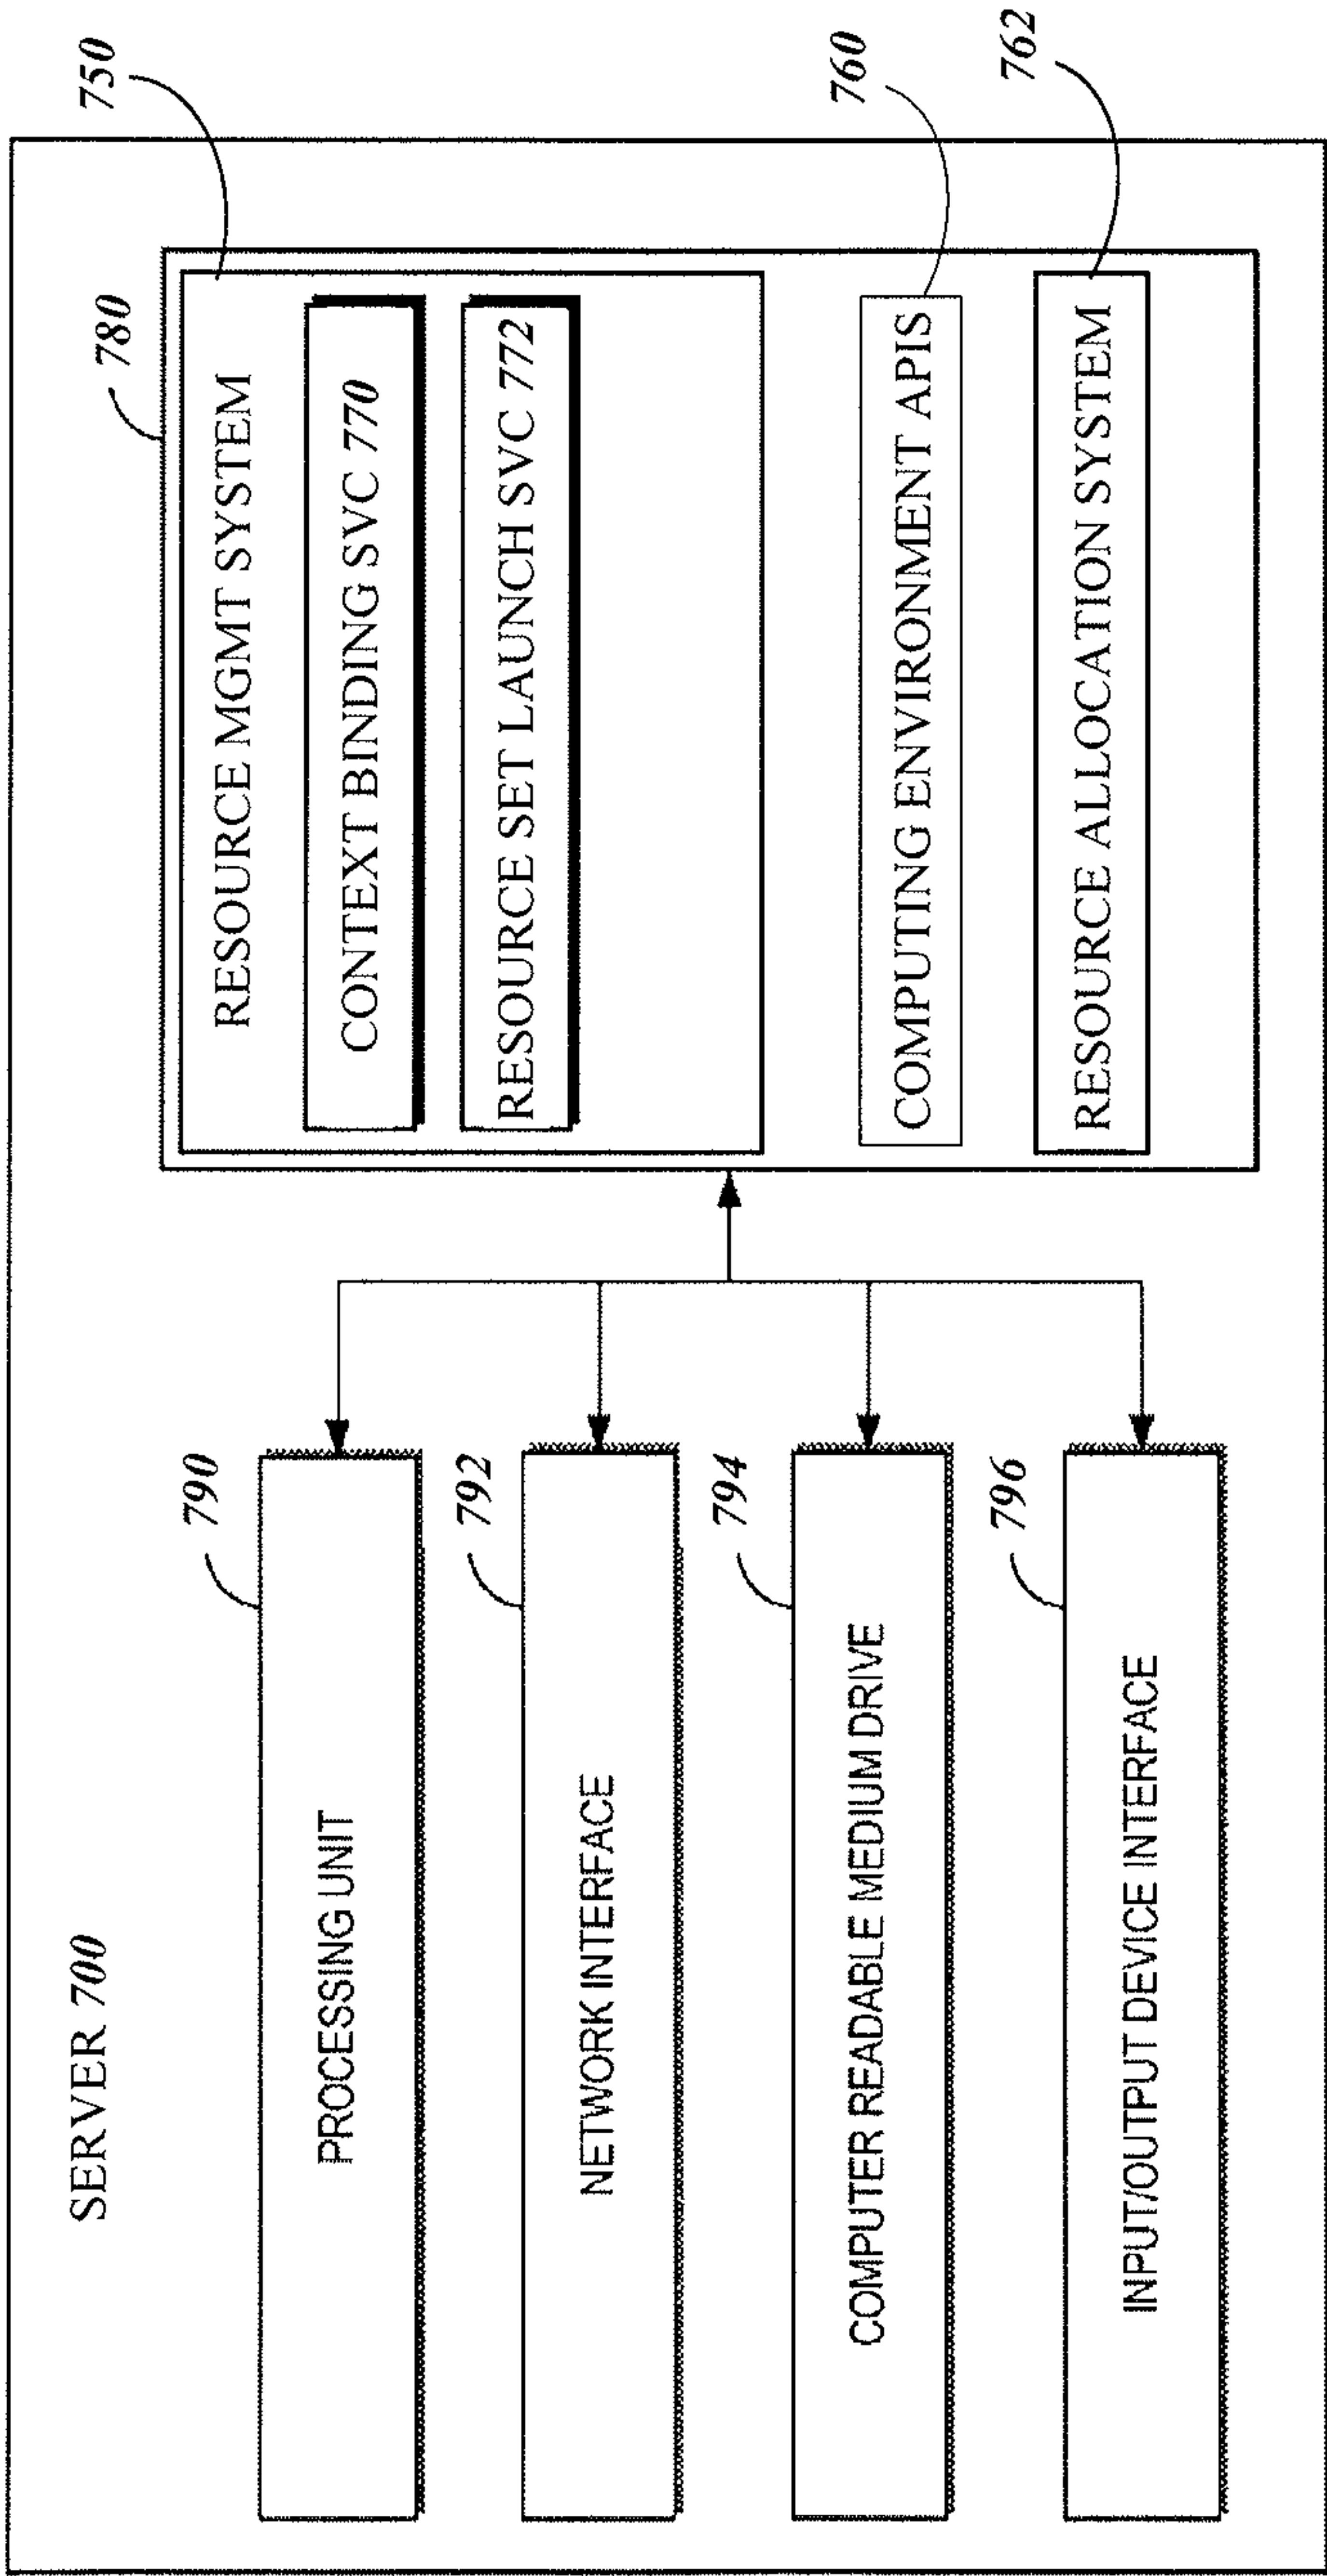 SERVER 700
790
PROCESSING UNIT
792
NETWORK INTERFACE
794
COMPUTER READABLE MEDIUM DRIVE
796
INPUT/OUTPUT DEVICE INTERFACE
780
750
RESOURCE MGMT SYSTEM
CONTEXT BINDING SVC 770
RESOURCE SET LAUNCH SVC 772
760
COMPUTING ENVIRONMENT APIS
762
RESOURCE ALLOCATION SYSTEM